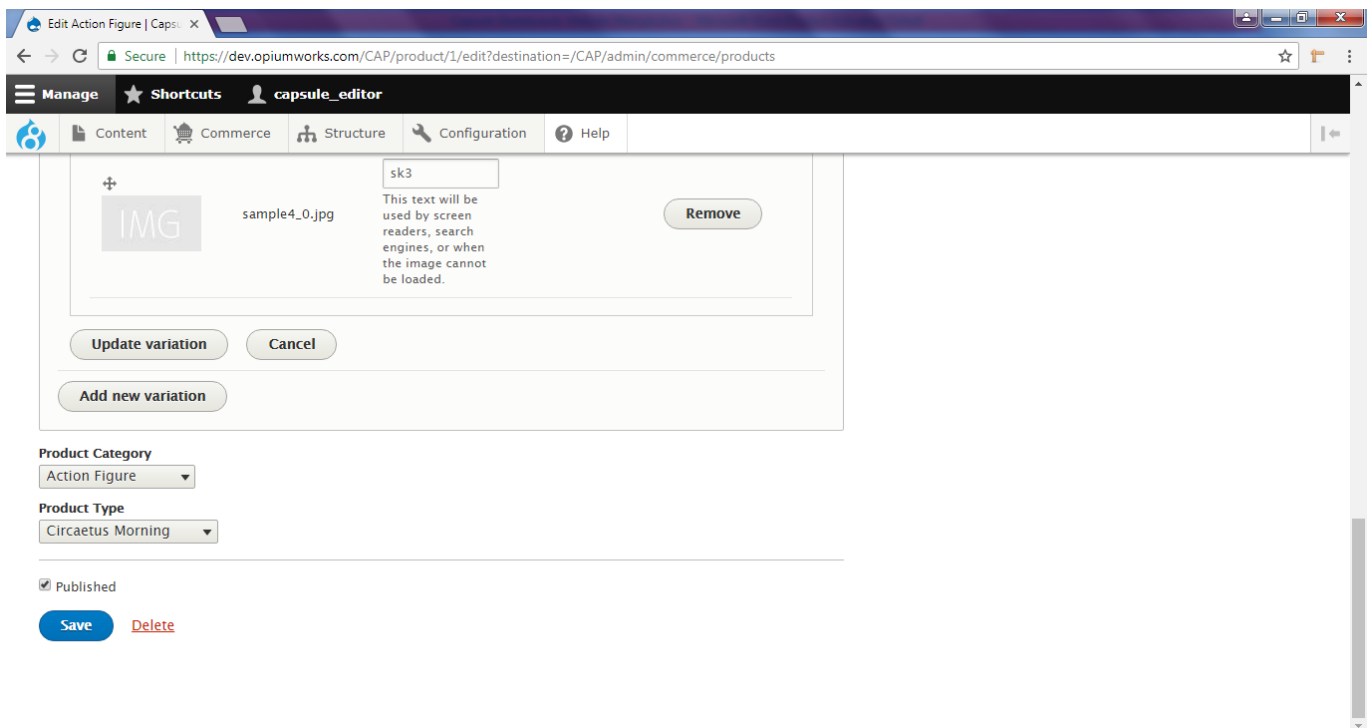 Edit Action Figure | Caps
Secure | https://dev.opiumworks.com/CAP/product/1/edit?destination=/CAP/admin/commerce/products
Manage Shortcuts capsule_editor
Content Commerce Structure Configuration Help
sk3
IMG
sample4_0.jpg
This text will be
used by screen
readers, search
engines, or when
the image cannot
be loaded.
Remove
Update variation Cancel
Add new variation
Product Category
Action Figure
Product Type
Circaetus Morning
Published
Save Delete